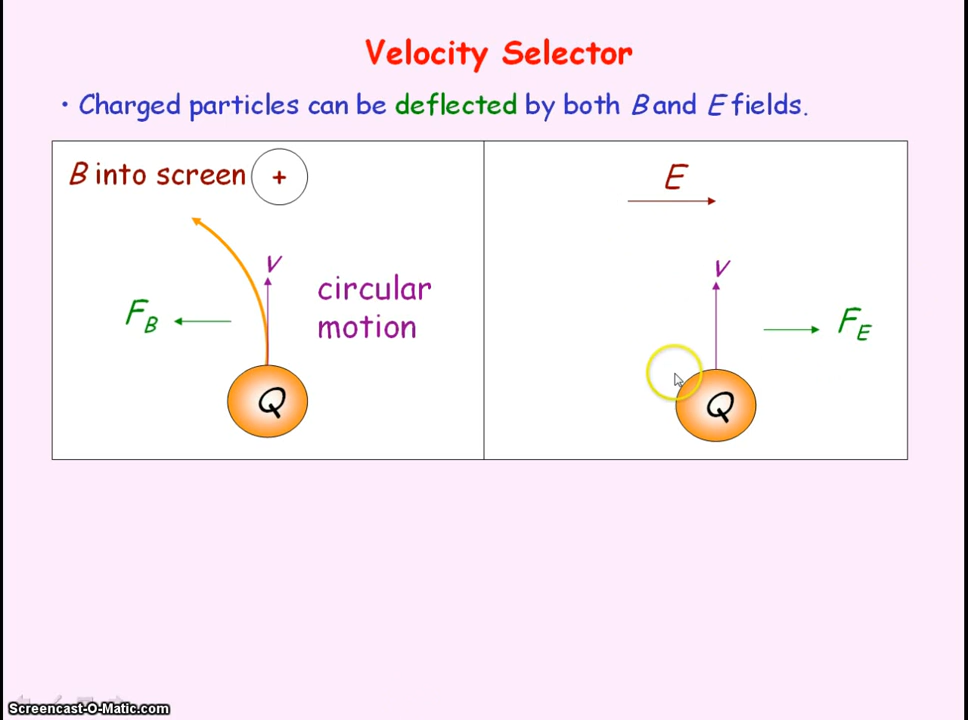 Velocity Selector
• Charged particles can be deflected by both B and E fields.
B into screen +
v
circular
motion
F_B
Q
E
v
F_E
Q
Screencast-O-Matic.com